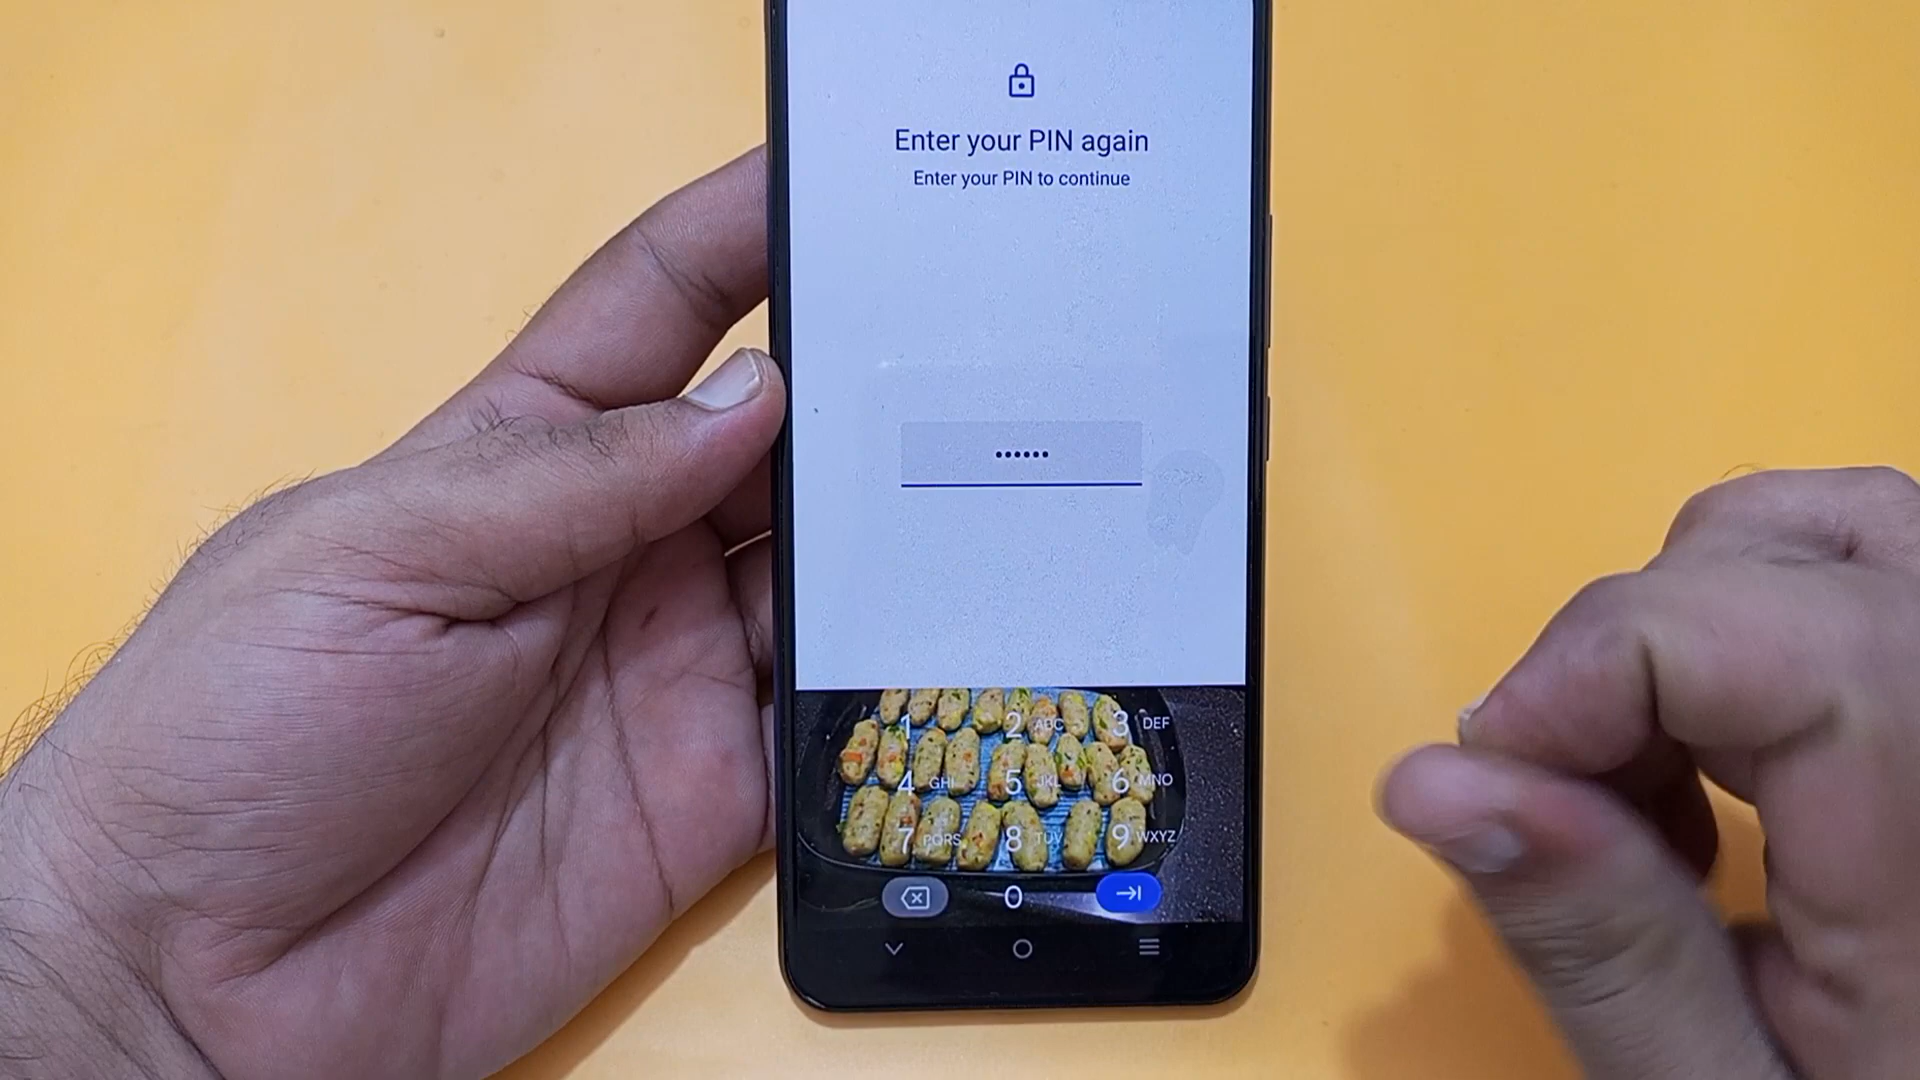 Enter your PIN again
Enter your PIN to continue
1 2 ABC 3 DEF
4 GHI 5 JKL 6 MNO
7 PQRS 8 TUV 9 WXYZ
0